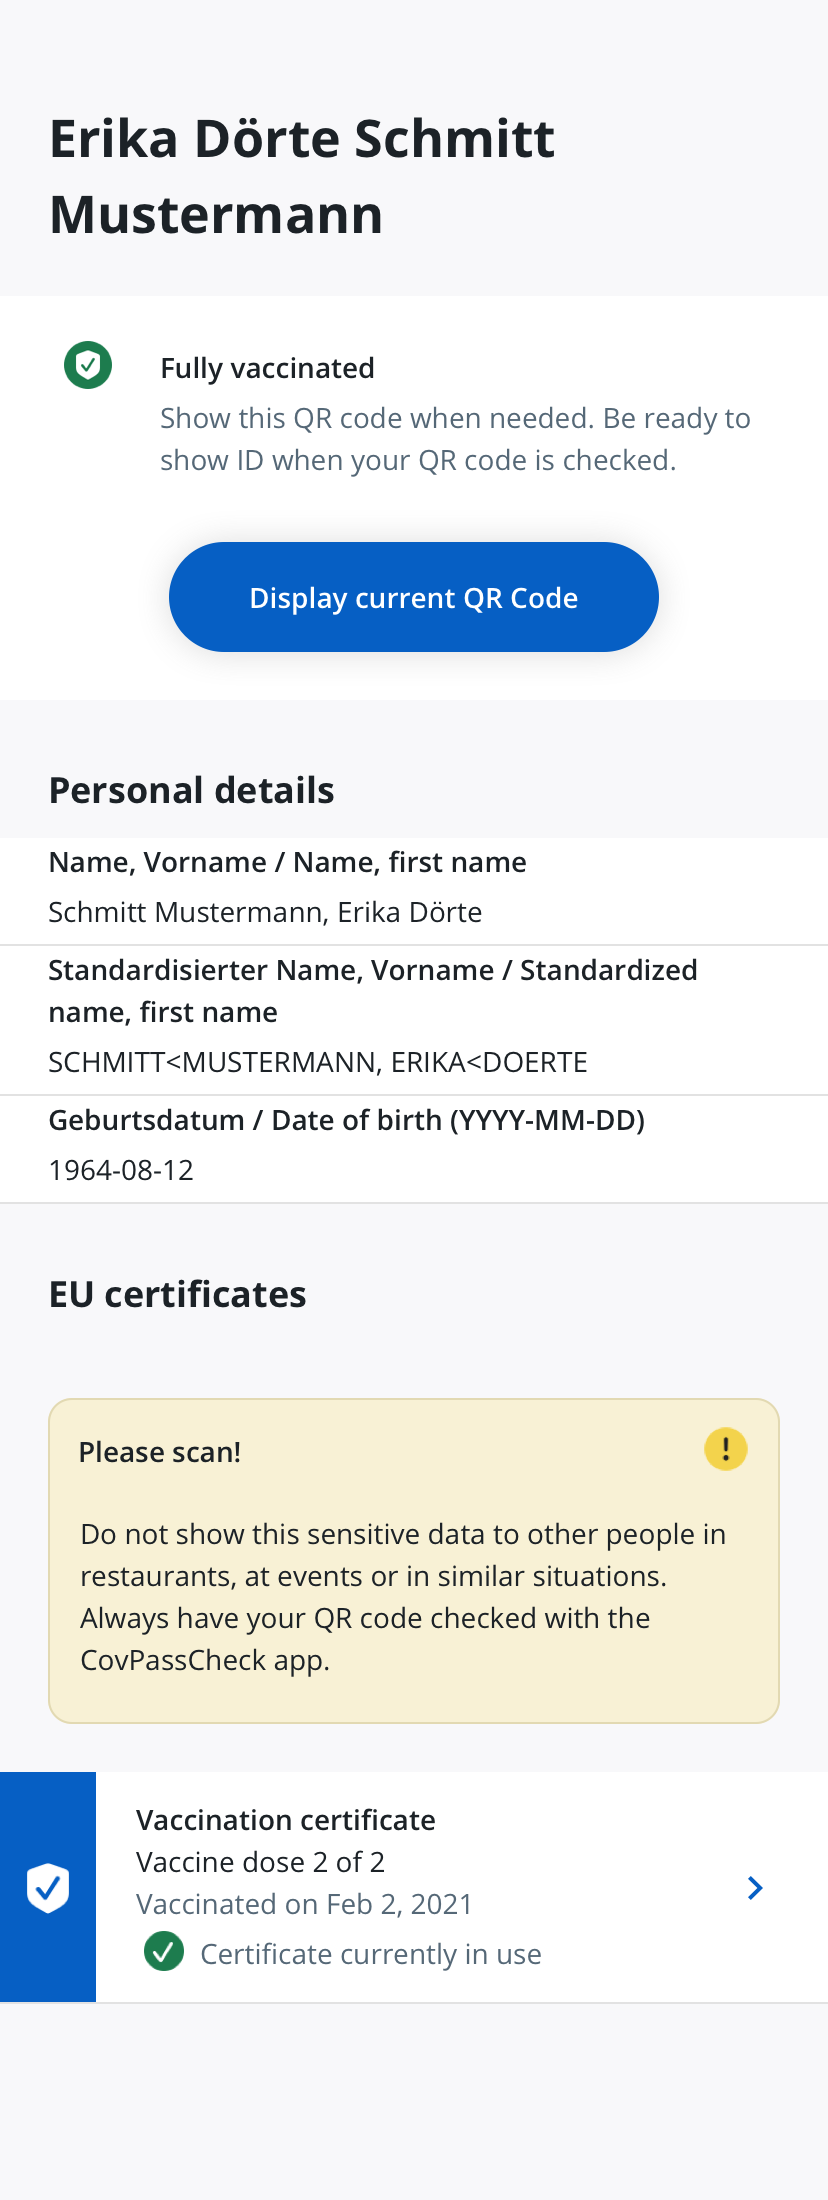 Erika Dörte Schmitt
Mustermann
Fully vaccinated
Show this QR code when needed. Be ready to
show ID when your QR code is checked.
Display current QR Code
Personal details
Name, Vorname / Name, first name
Schmitt Mustermann, Erika Dörte
Standardisierter Name, Vorname / Standardized
name, first name
SCHMITT<MUSTERMANN, ERIKA<DOERTE
Geburtsdatum / Date of birth (YYYY-MM-DD)
1964-08-12
EU certificates
Please scan!
Do not show this sensitive data to other people in
restaurants, at events or in similar situations.
Always have your QR code checked with the
CovPassCheck app.
Vaccination certificate
Vaccine dose 2 of 2
Vaccinated on Feb 2, 2021
Certificate currently in use